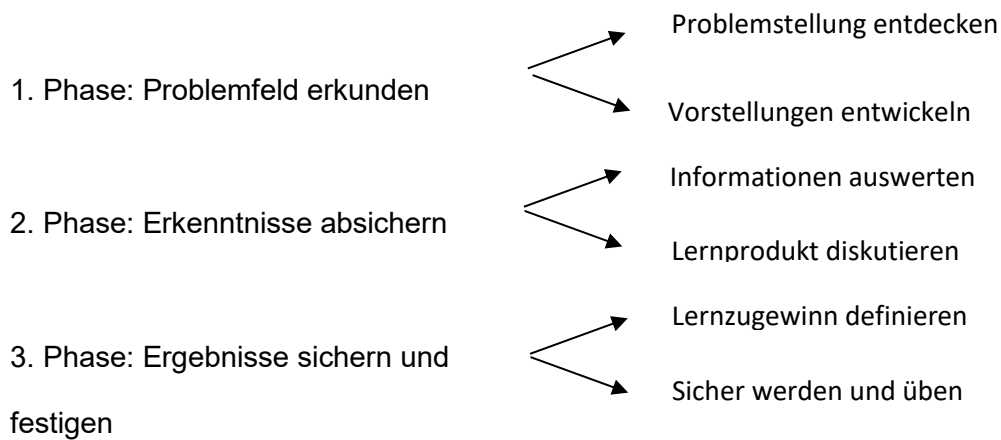 Problemstellung entdecken
1. Phase: Problemfeld erkunden
Vorstellungen entwickeln
Informationen auswerten
2. Phase: Erkenntnisse absichern
Lernprodukt diskutieren
Lernzugewinn definieren
3. Phase: Ergebnisse sichern und
Sicher werden und üben
festigen